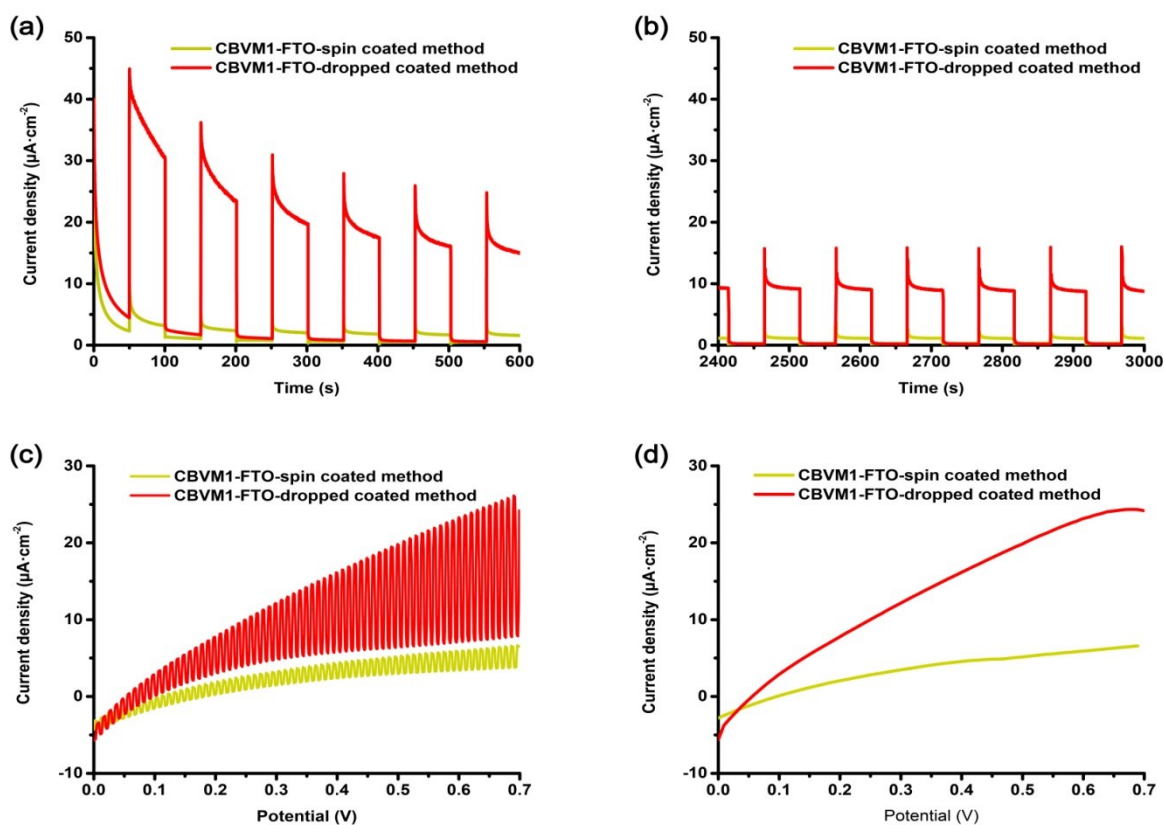 (a)
CBVM1-FTO-spin coated method
CBVM1-FTO-dropped coated method
Current density (μA·cm-2)
50
40
30
20
10
0
0 100 200 300 400 500 600
Time (s)
(b)
CBVM1-FTO-spin coated method
CBVM1-FTO-dropped coated method
Current density (μA·cm-2)
50
40
30
20
10
0
2400 2500 2600 2700 2800 2900 3000
Time (s)
(c)
CBVM1-FTO-spin coated method
CBVM1-FTO-dropped coated method
Current density (μA·cm-2)
30
20
10
0
-10
0.0 0.1 0.2 0.3 0.4 0.5 0.6 0.7
Potential (V)
(d)
CBVM1-FTO-spin coated method
CBVM1-FTO-dropped coated method
Current density (μA·cm-2)
30
20
10
0
-10
0.0 0.1 0.2 0.3 0.4 0.5 0.6 0.7
Potential (V)